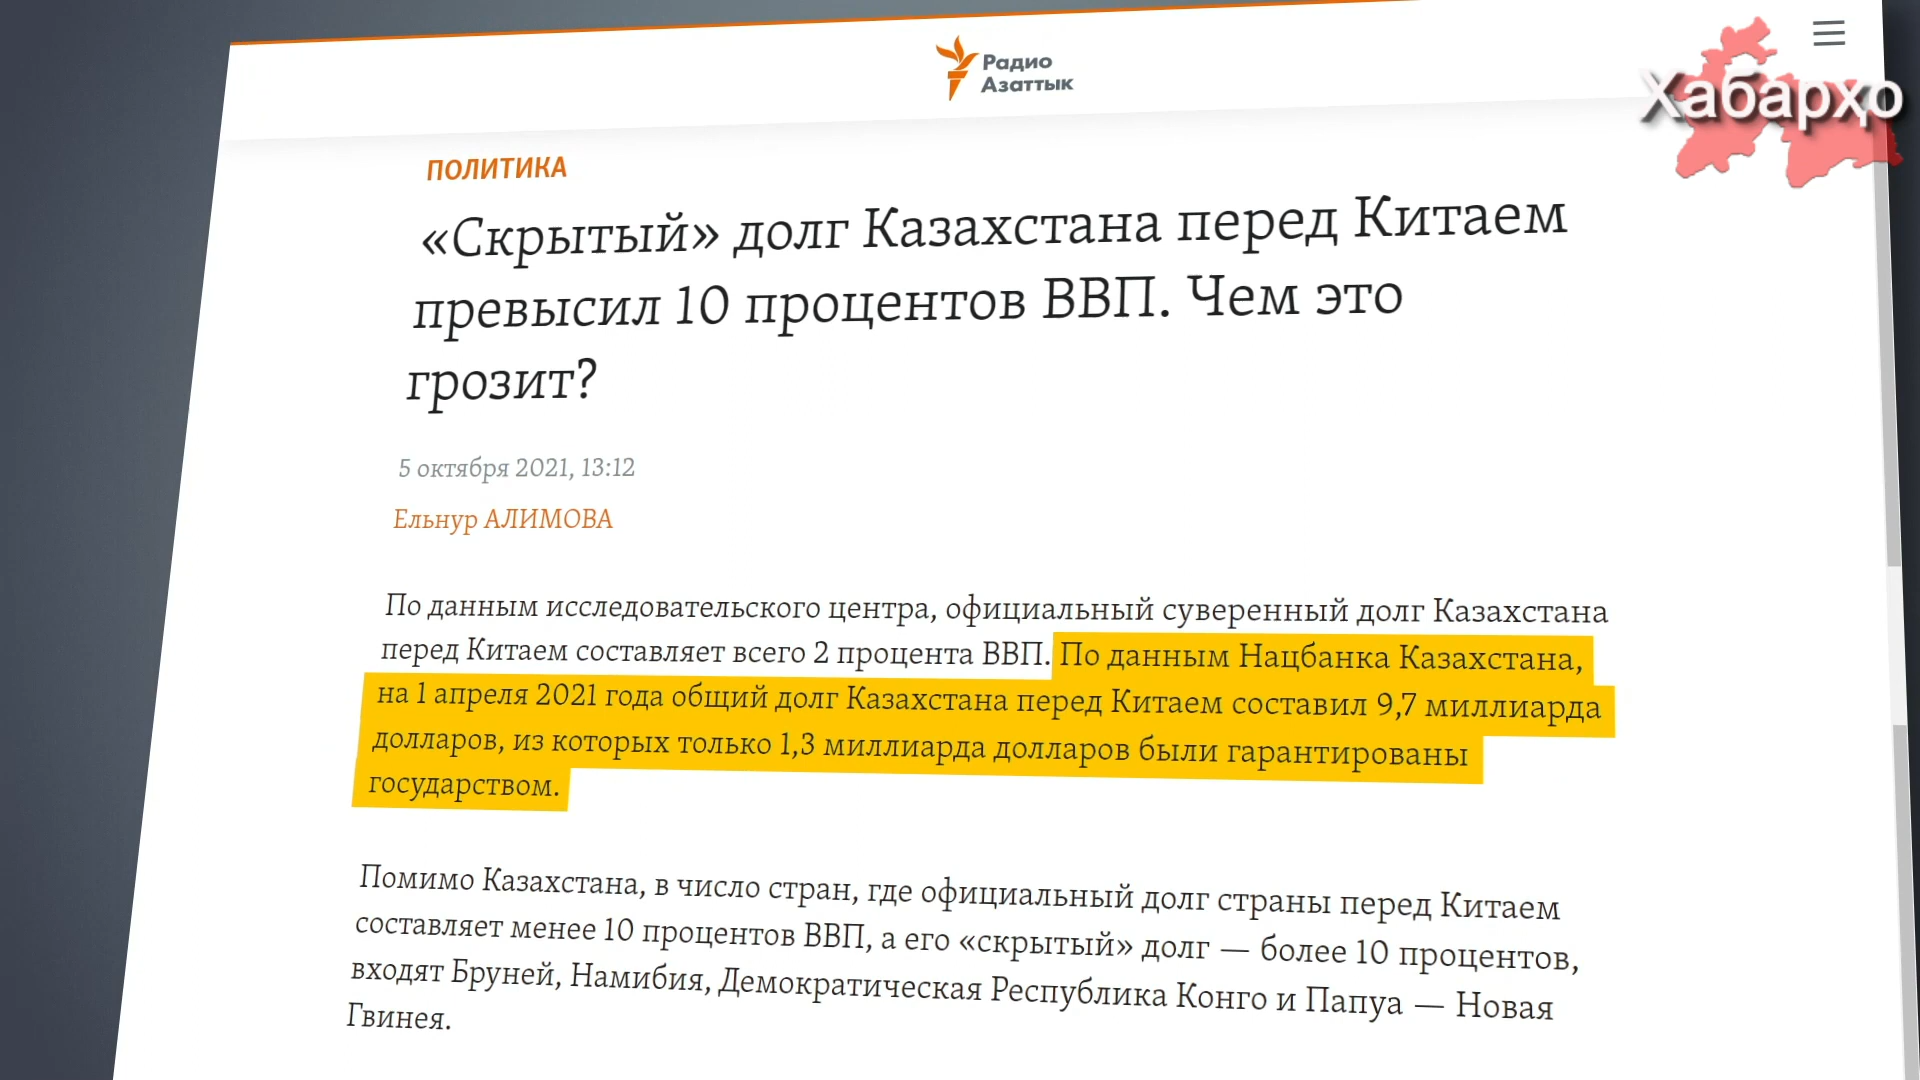 Радио
Азаттык
Хабарҳо
ПОЛИТИКА
«Скрытый» долг Казахстана перед Китаем
превысил 10 процентов ВВП. Чем это
грозит?
5 октября 2021, 13:12
Ельнур АЛИМОВА
По данным исследовательского центра, официальный суверенный долг Казахстана
перед Китаем составляет всего 2 процента ВВП. По данным Нацбанка Казахстана,
на 1 апреля 2021 года общий долг Казахстана перед Китаем составил 9,7 миллиарда
долларов, из которых только 1,3 миллиарда долларов были гарантированы
государством.
Помимо Казахстана, в число стран, где официальный долг страны перед Китаем
составляет менее 10 процентов ВВП, а его «скрытый» долг — более 10 процентов,
входят Бруней, Намибия, Демократическая Республика Конго и Папуа — Новая
Гвинея.